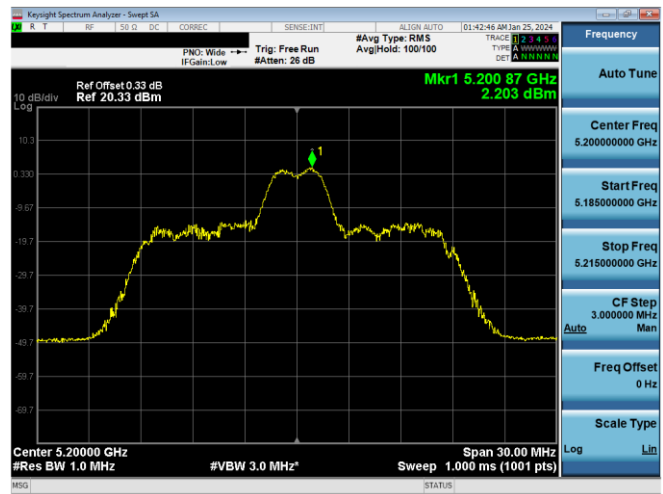 Keysight Spectrum Analyzer - Swept SA
R T RF 50 Ω DC CORREC SENSE:INT ALIGN AUTO 01:42:46 AM Jan 25, 2024
PNO: Wide
IFGain:Low
Trig: Free Run
#Atten: 26 dB
#Avg Type: RMS
Avg|Hold: 100/100
TRACE 1 2 3 4 5 6
TYPE A WWWWW
DET A N N N N N
Frequency
Auto Tune
Center Freq
5.200000000 GHz
Start Freq
5.185000000 GHz
Stop Freq
5.215000000 GHz
CF Step
3.000000 MHz
Auto Man
Freq Offset
0 Hz
Scale Type
Log Lin
Ref Offset 0.33 dB
10 dB/div Ref 20.33 dBm
Log
Mkr1 5.200 87 GHz
2.203 dBm
1
10.3
0.330
-9.67
-19.7
-29.7
-39.7
-49.7
-59.7
-69.7
Center 5.20000 GHz Span 30.00 MHz
#Res BW 1.0 MHz #VBW 3.0 MHz* Sweep 1.000 ms (1001 pts)
MSG STATUS